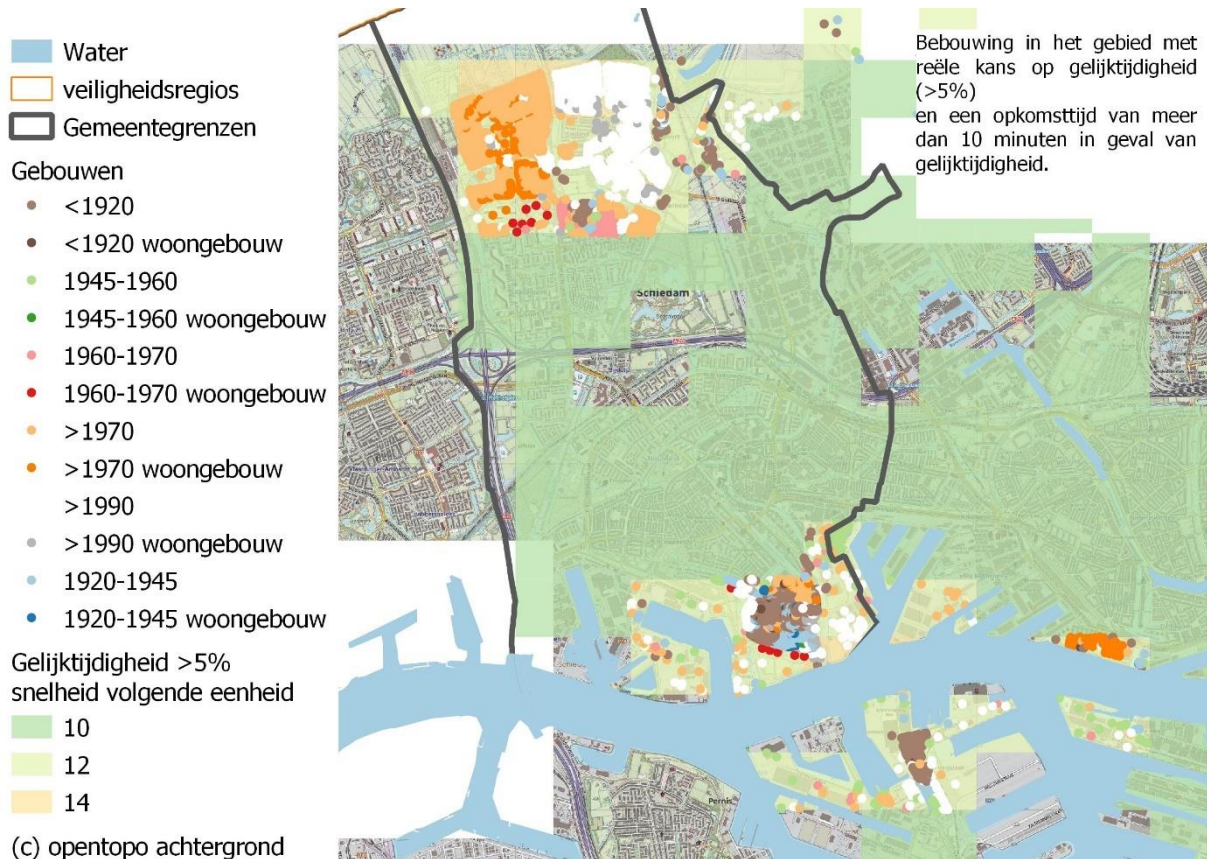 Water
veiligheidsregios
Gemeentegrenzen
Gebouwen
<1920
<1920 woongebouw
1945-1960
1945-1960 woongebouw
1960-1970
1960-1970 woongebouw
>1970
>1970 woongebouw
>1990
>1990 woongebouw
1920-1945
1920-1945 woongebouw
Gelijktijdigheid >5%
snelheid volgende eenheid
10
12
14
(c) opentopo achtergrond
Bebouwing in het gebied met
reële kans op gelijktijdigheid
(>5%)
en een opkomsttijd van meer
dan 10 minuten in geval van
gelijktijdigheid.
Schiedam
Pernis